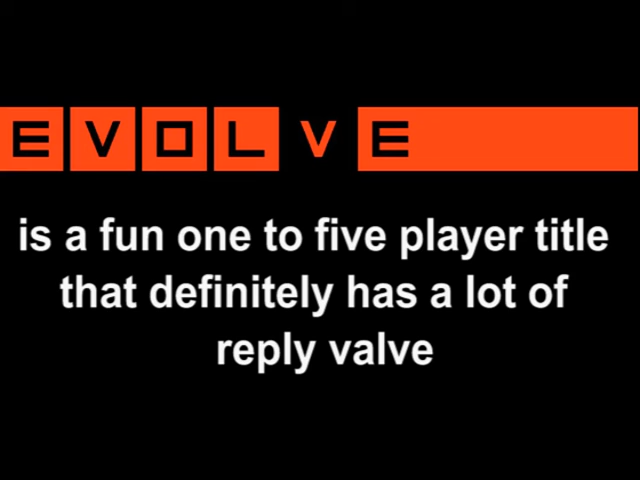 EVOLVE
is a fun one to five player title
that definitely has a lot of
reply valve